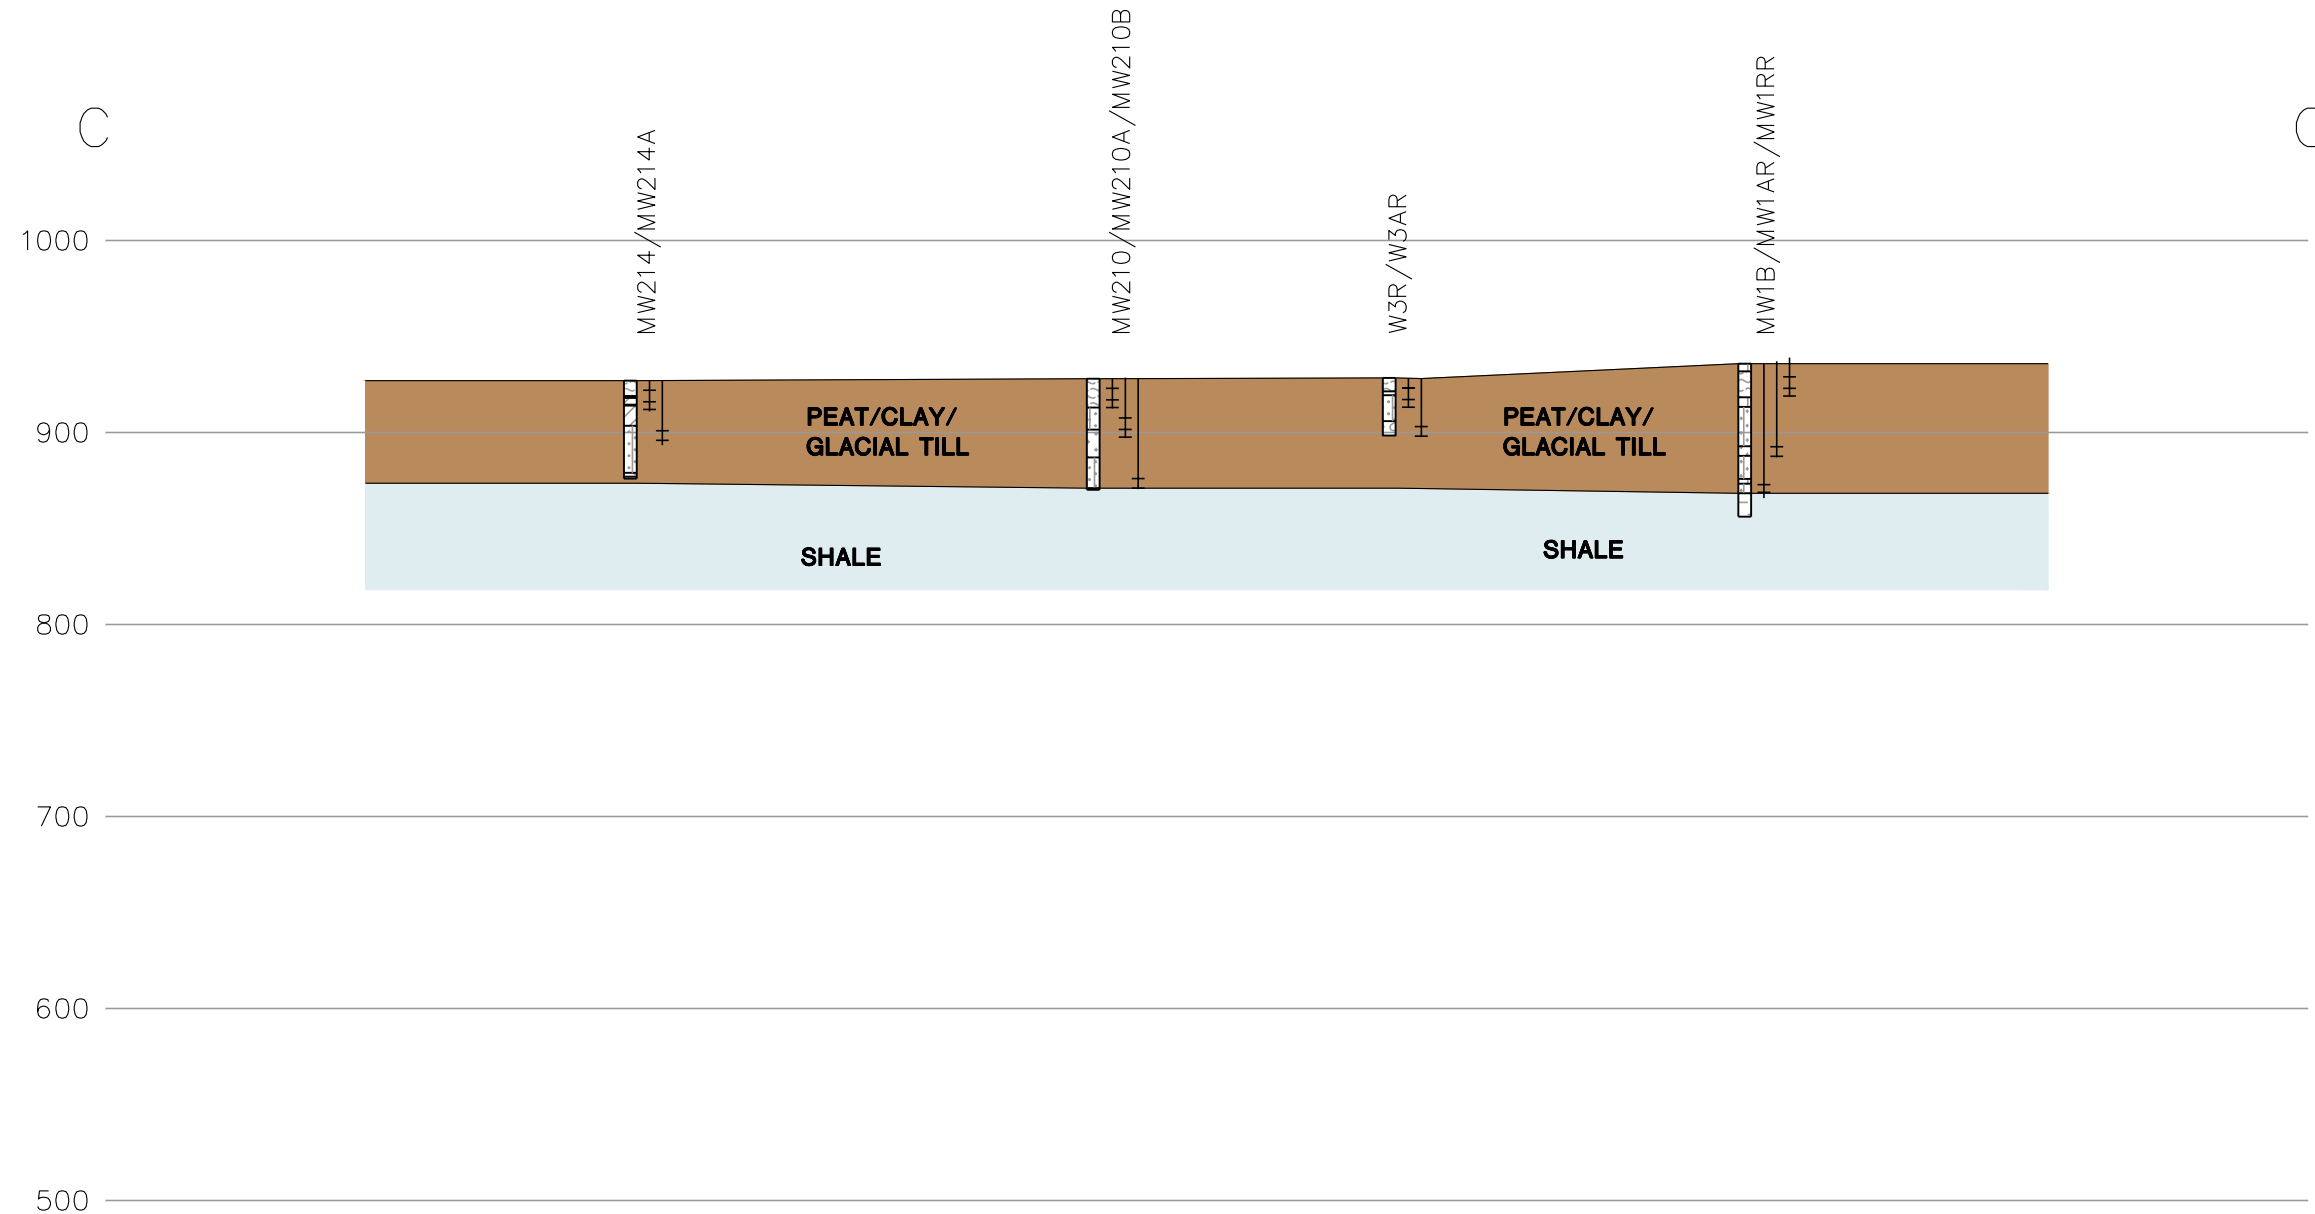 MW214/MW214A
MW210/MW210A/MW210B
W3R/W3AR
MW1B/MW1AR/MW1RR
C
1000
900
800
700
600
500
PEAT/CLAY/
GLACIAL TILL
PEAT/CLAY/
GLACIAL TILL
SHALE
SHALE